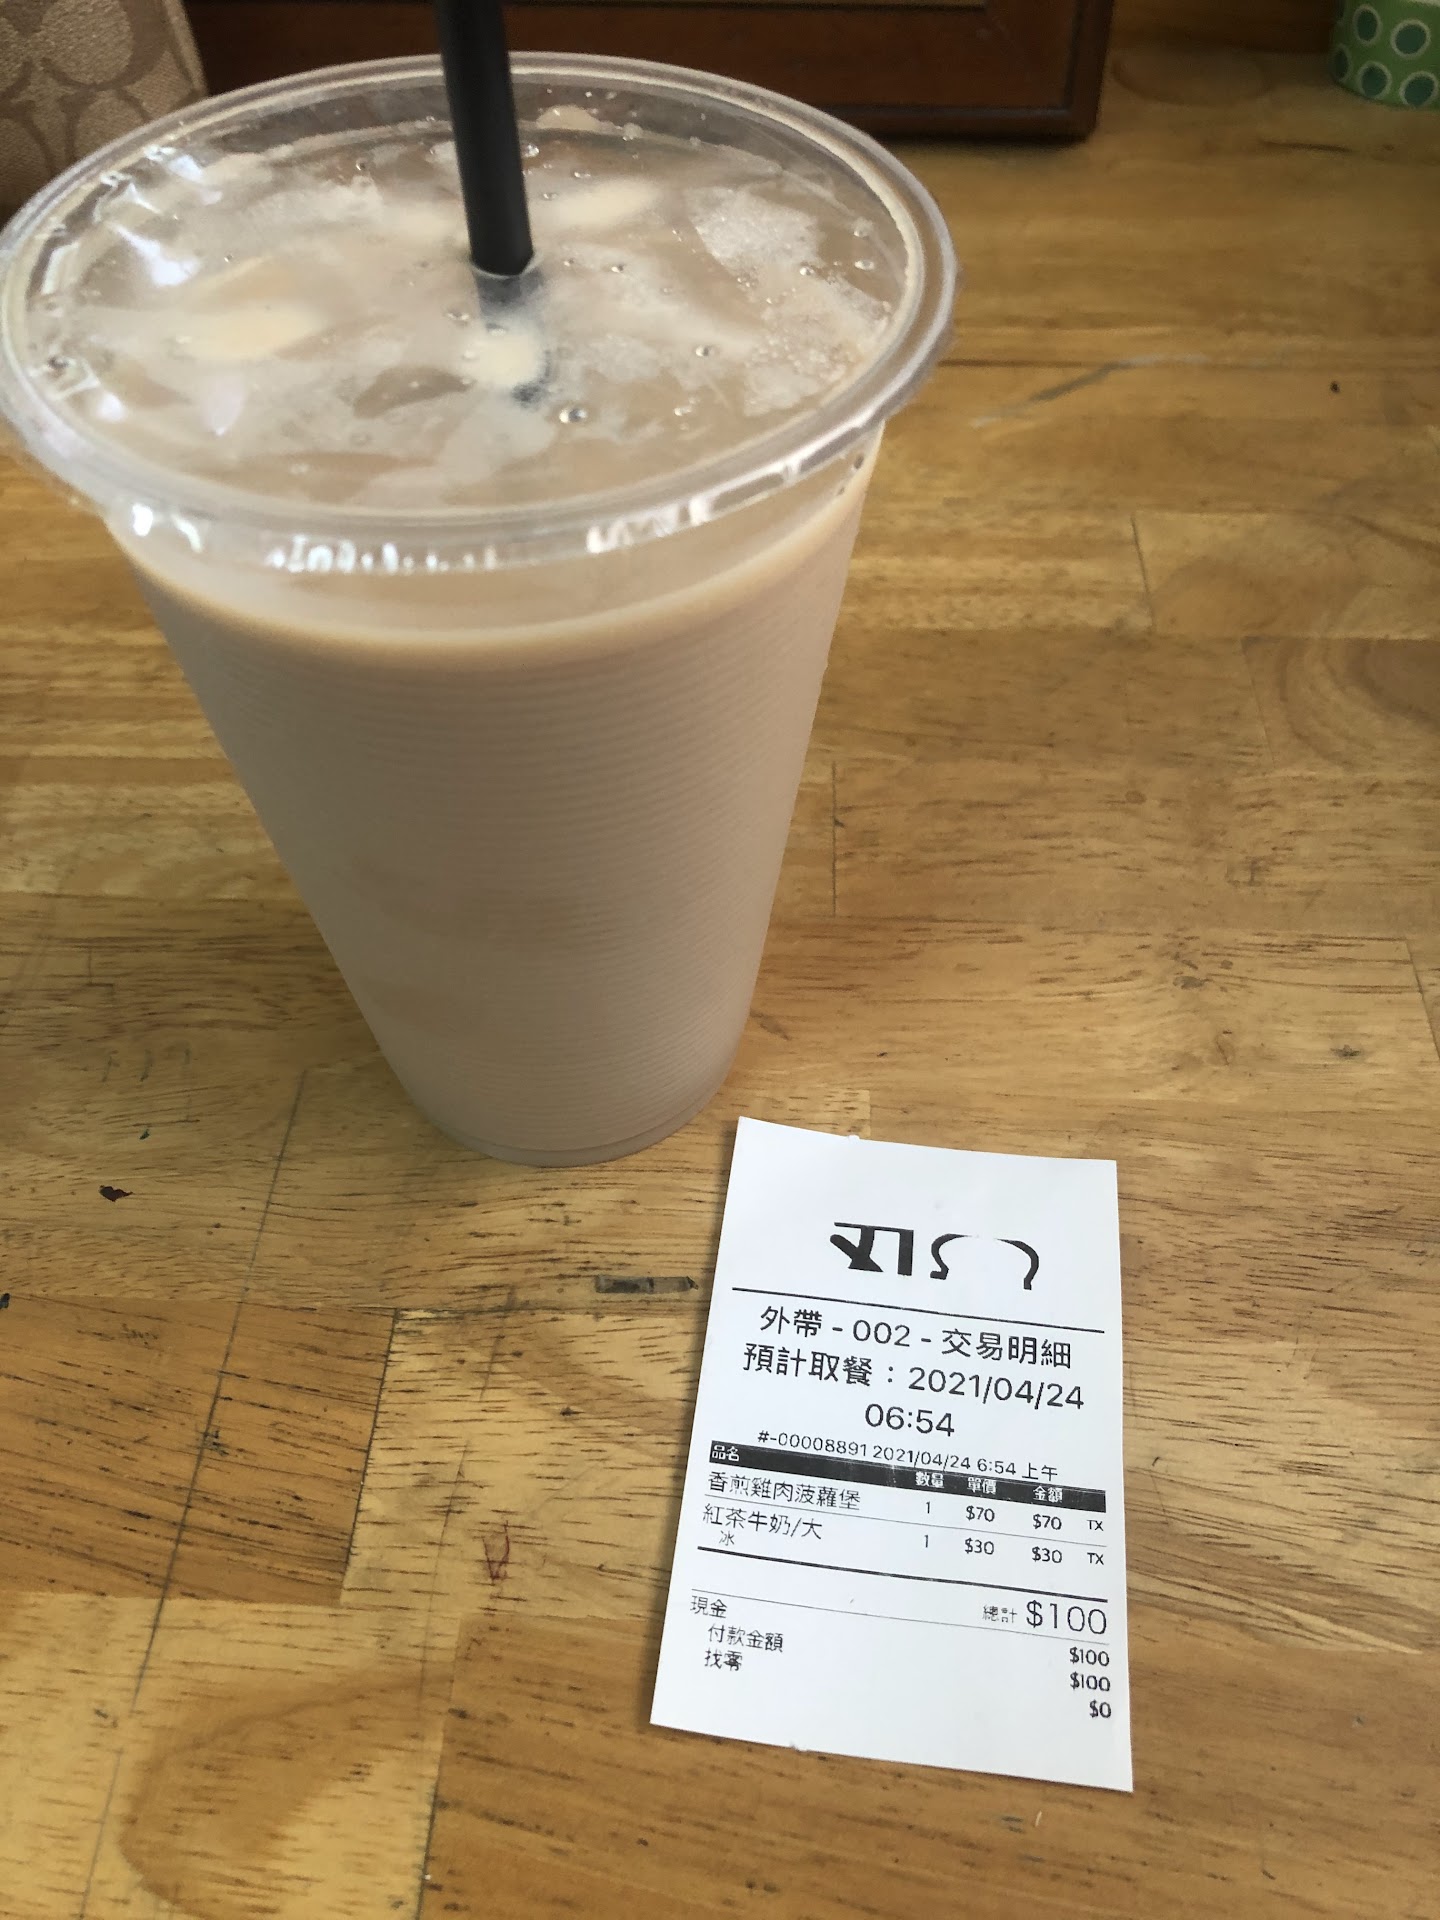 外帶 - 002 - 交易明細
預計取餐：2021/04/24
06:54
#-00008891 2021/04/24 6:54 上午
品名 數量 單價 金額
香煎雞肉菠蘿堡 1 $70 $70 TX
紅茶牛奶/大 1 $30 $30 TX
冰
總計 $100
現金 $100
付款金額 $100
找零 $0